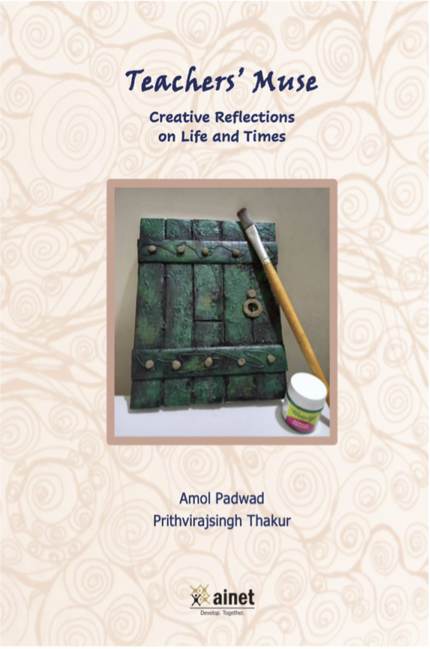 Teachers' Muse
Creative Reflections
on Life and Times
Amol Padwad
Prithvirajsingh Thakur
ainet
Develop. Together.